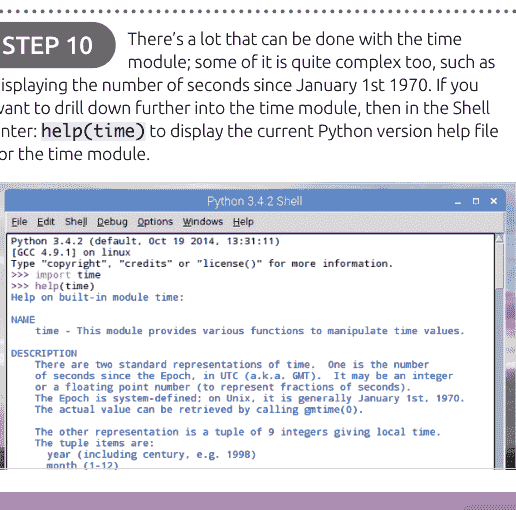 STEP 10
There's a lot that can be done with the time
module; some of it is quite complex too, such as
isplaying the number of seconds since January 1st 1970. If you
vant to drill down further into the time module, then in the Shell
nter: help(time) to display the current Python version help file
or the time module.
Python 3.4.2 Shell
File Edit Shell Debug Options Windows Help
Python 3.4.2 (default, Oct 19 2014, 13:31:11)
[GCC 4.9.1] on linux
Type "copyright", "credits" or "license()" for more information.
>>> import time
>>> help(time)
Help on built-in module time:
NAME
time - This module provides various functions to manipulate time values.
DESCRIPTION
There are two standard representations of time. One is the number
of seconds since the Epoch, in UTC (a.k.a. GMT). It may be an integer
or a floating point number (to represent fractions of seconds).
The Epoch is system-defined; on Unix, it is generally January 1st, 1970.
The actual value can be retrieved by calling gmtime(0).
The other representation is a tuple of 9 integers giving local time.
The tuple items are:
year (including century, e.g. 1998)
month (1-12)